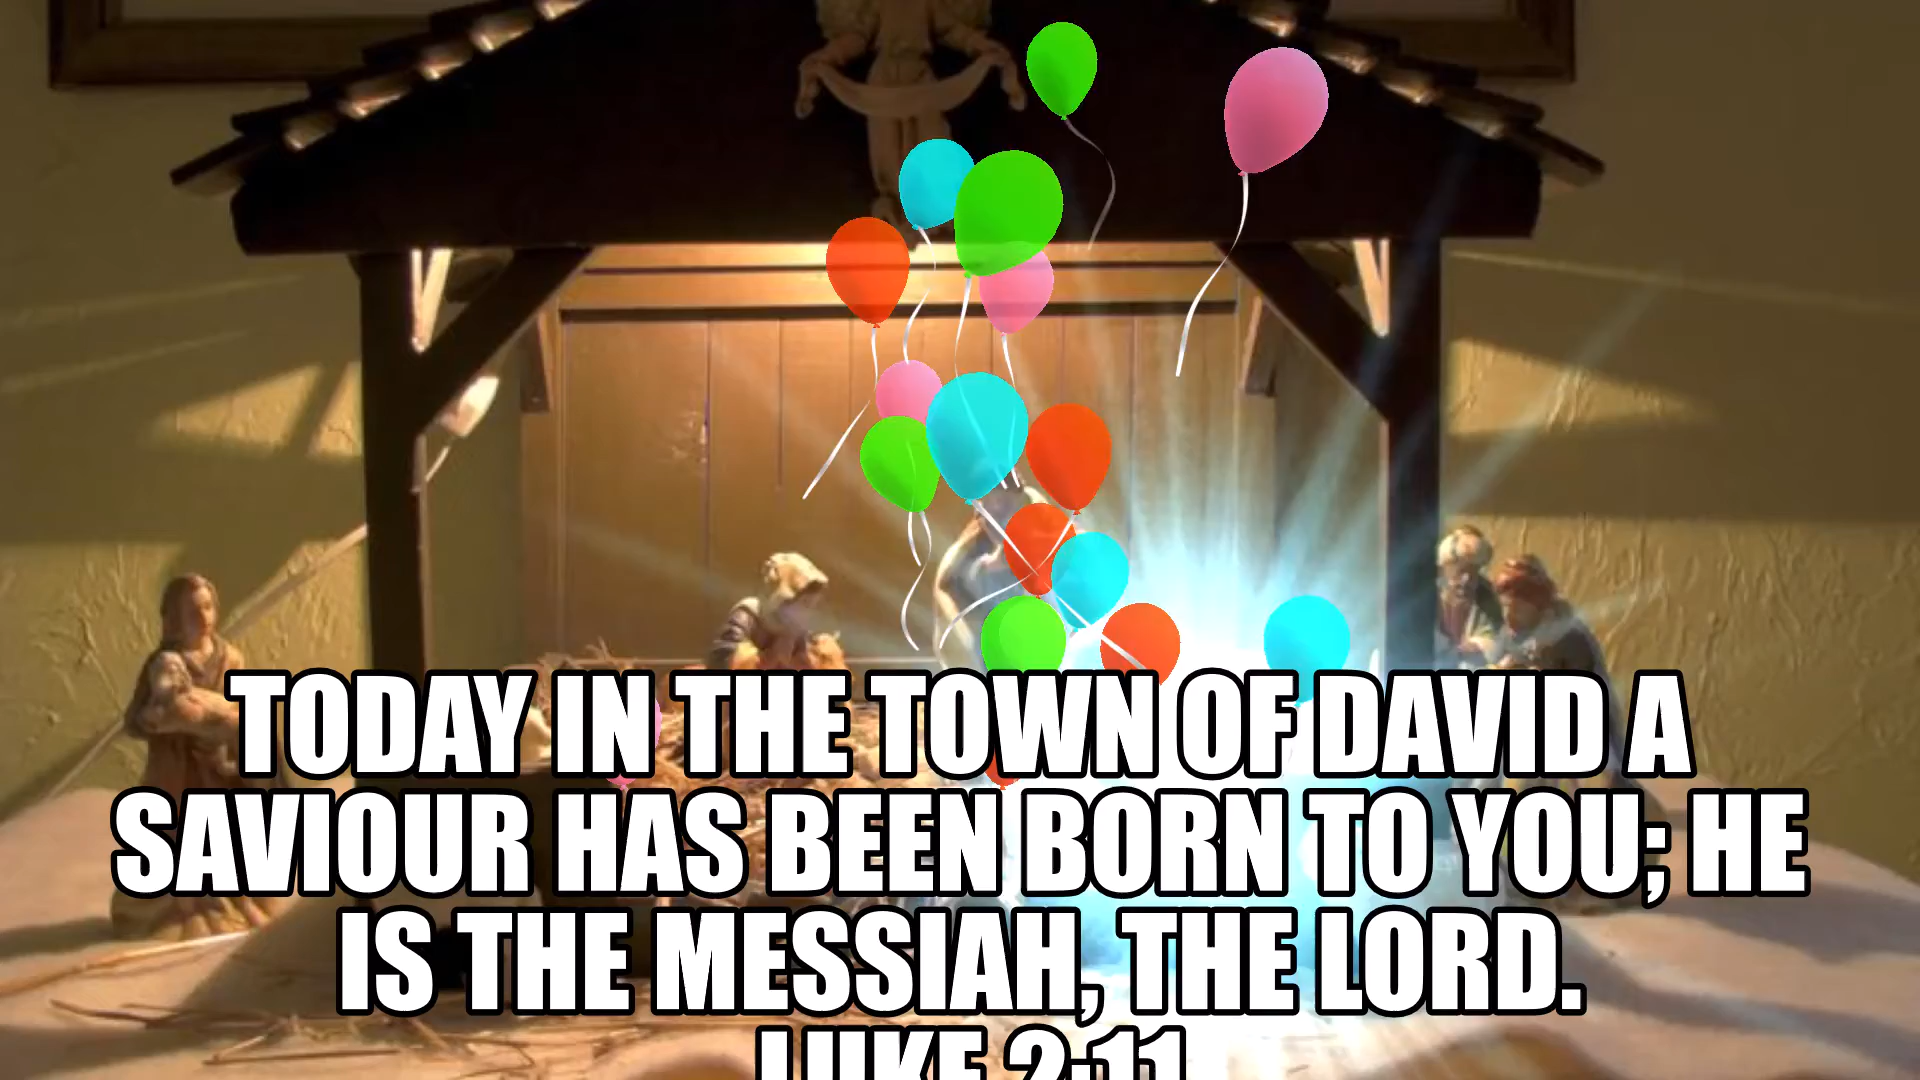 TODAY IN THE TOWN OF DAVID A
SAVIOUR HAS BEEN BORN TO YOU; HE
IS THE MESSIAH, THE LORD.
LUKE 2:11